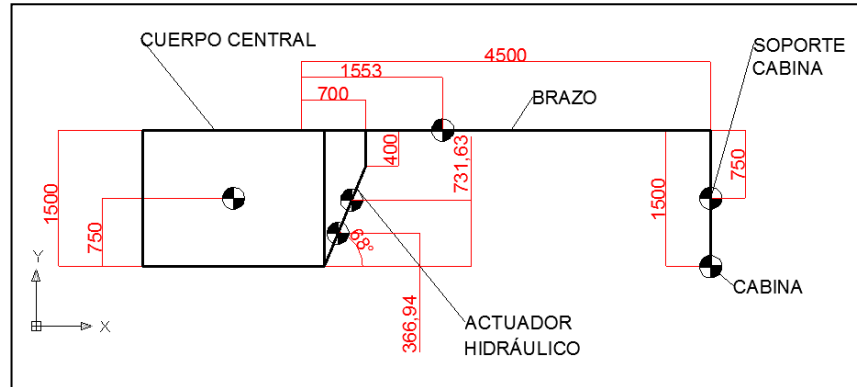 CUERPO CENTRAL
4500
SOPORTE
CABINA
1553
700
BRAZO
400
731,63
1500
750
1500
750
68°
366,94
CABINA
ACTUADOR
HIDRÁULICO
Y
X